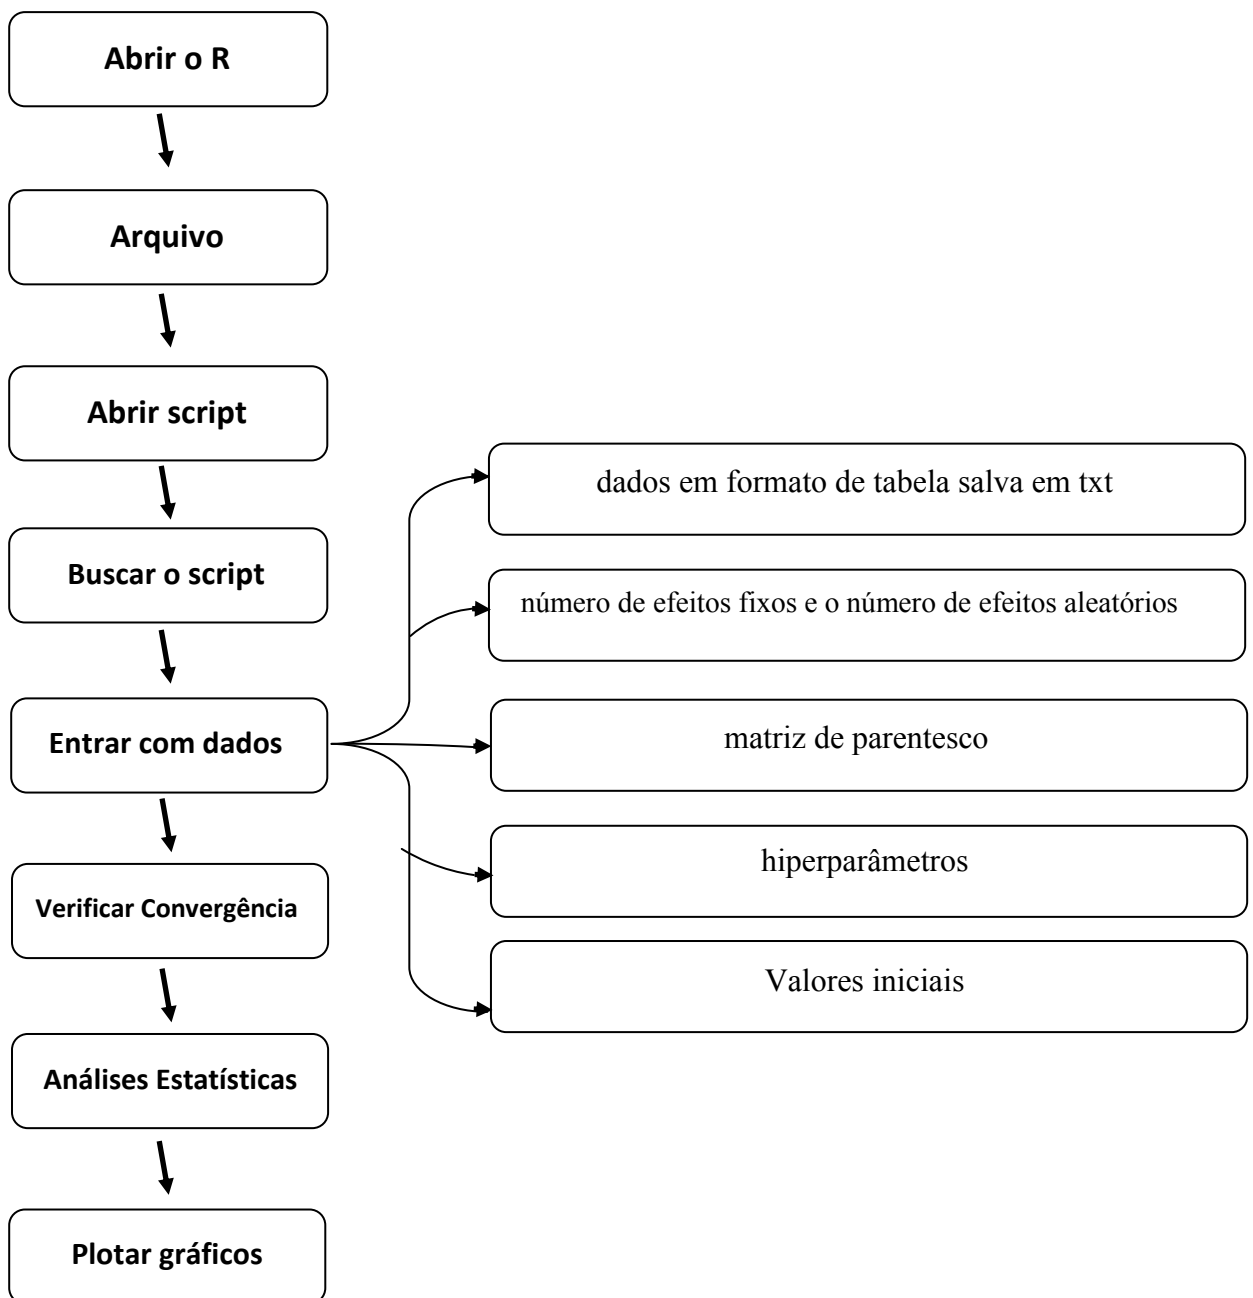 Abrir o R
Arquivo
Abrir script
Buscar o script
Entrar com dados
dados em formato de tabela salva em txt
número de efeitos fixos e o número de efeitos aleatórios
matriz de parentesco
hiperparâmetros
Valores iniciais
Verificar Convergência
Análises Estatísticas
Plotar gráficos